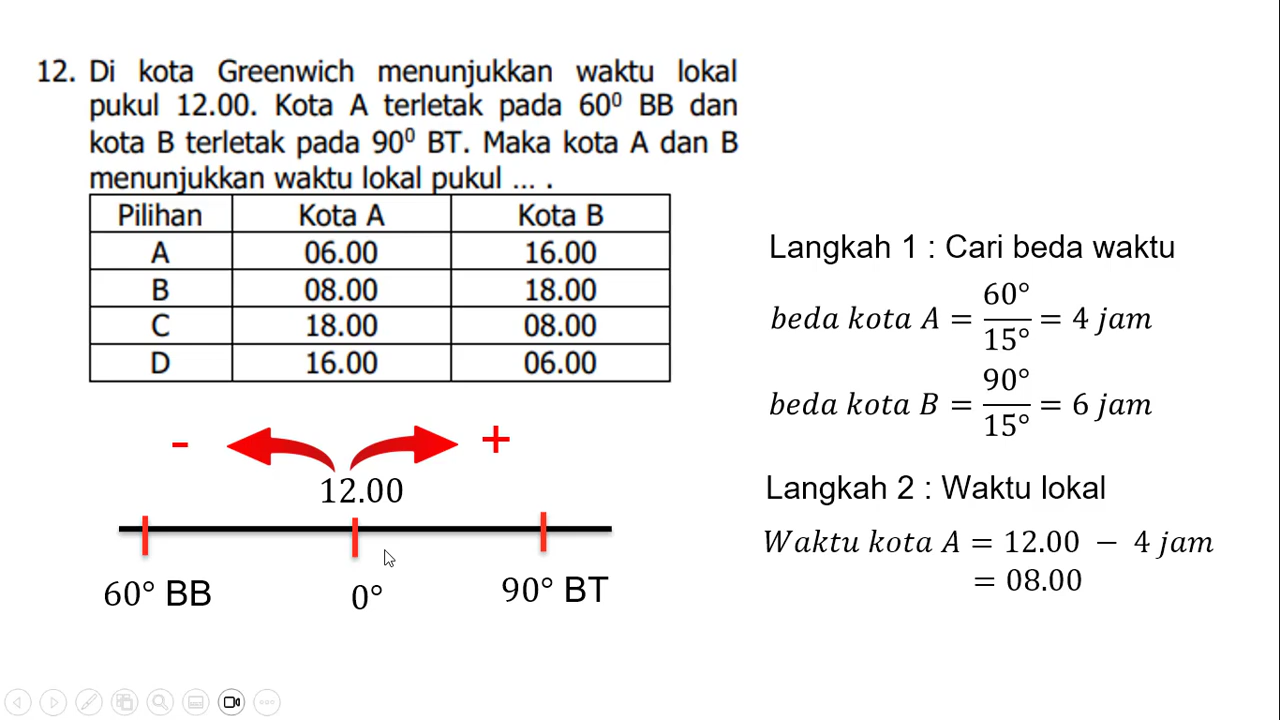 12. Di kota Greenwich menunjukkan waktu lokal
pukul 12.00. Kota A terletak pada 60⁰ BB dan
kota B terletak pada 90⁰ BT. Maka kota A dan B
menunjukkan waktu lokal pukul ... .
Pilihan Kota A Kota B
A 06.00 16.00
B 08.00 18.00
C 18.00 08.00
D 16.00 06.00
- +
12.00
60° BB 0° 90° BT
Langkah 1 : Cari beda waktu
beda kota A = 60°/15° = 4 jam
beda kota B = 90°/15° = 6 jam
Langkah 2 : Waktu lokal
Waktu kota A = 12.00 − 4 jam
= 08.00